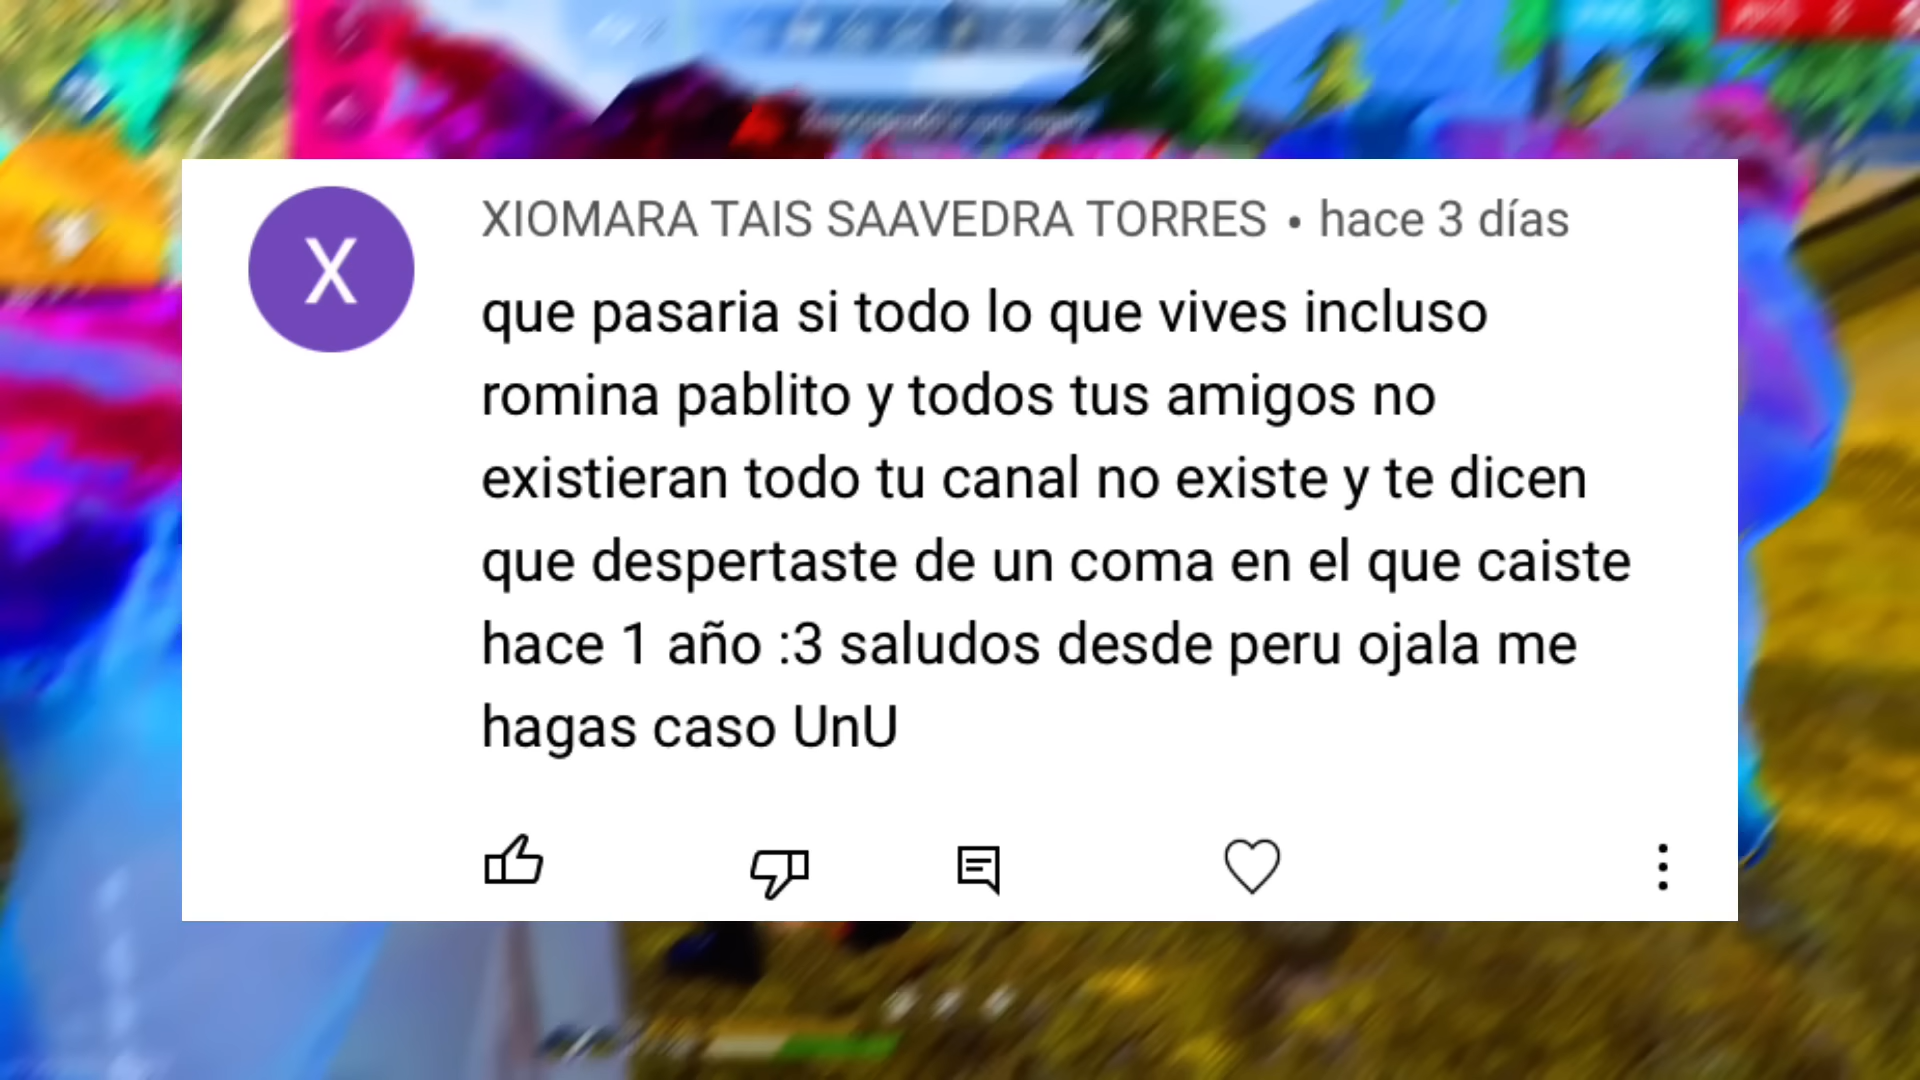 X
XIOMARA TAIS SAAVEDRA TORRES • hace 3 días
que pasaria si todo lo que vives incluso
romina pablito y todos tus amigos no
existieran todo tu canal no existe y te dicen
que despertaste de un coma en el que caiste
hace 1 año :3 saludos desde peru ojala me
hagas caso UnU